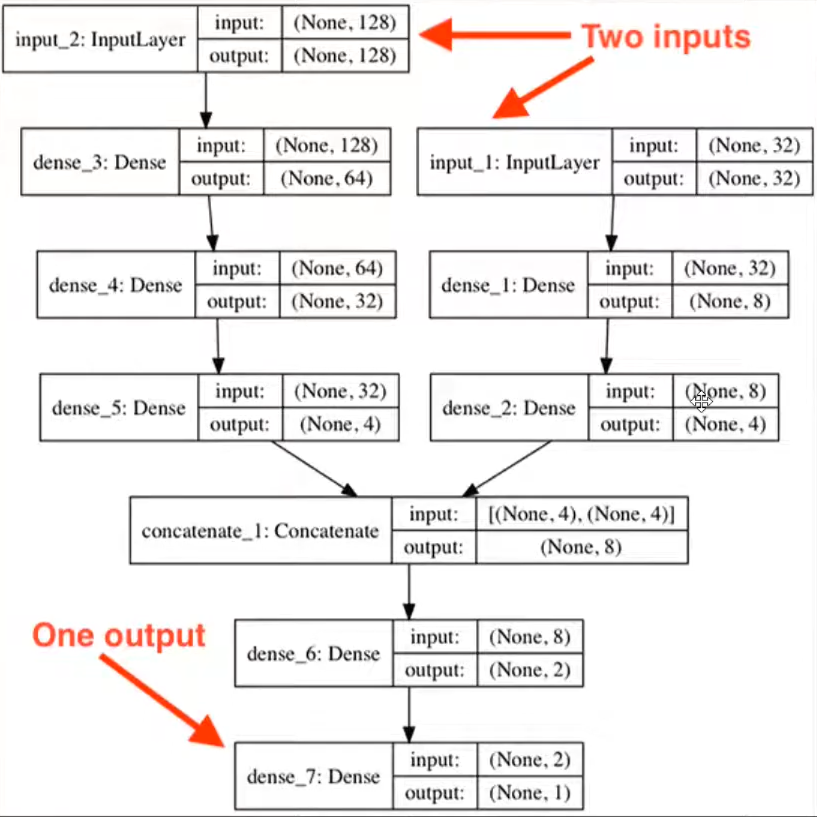 input_2: InputLayer
input: (None, 128)
output: (None, 128)
Two inputs
dense_3: Dense
input: (None, 128)
output: (None, 64)
input_1: InputLayer
input: (None, 32)
output: (None, 32)
dense_4: Dense
input: (None, 64)
output: (None, 32)
dense_1: Dense
input: (None, 32)
output: (None, 8)
dense_5: Dense
input: (None, 32)
output: (None, 4)
dense_2: Dense
input: (None, 8)
output: (None, 4)
concatenate_1: Concatenate
input: [(None, 4), (None, 4)]
output: (None, 8)
One output
dense_6: Dense
input: (None, 8)
output: (None, 2)
dense_7: Dense
input: (None, 2)
output: (None, 1)